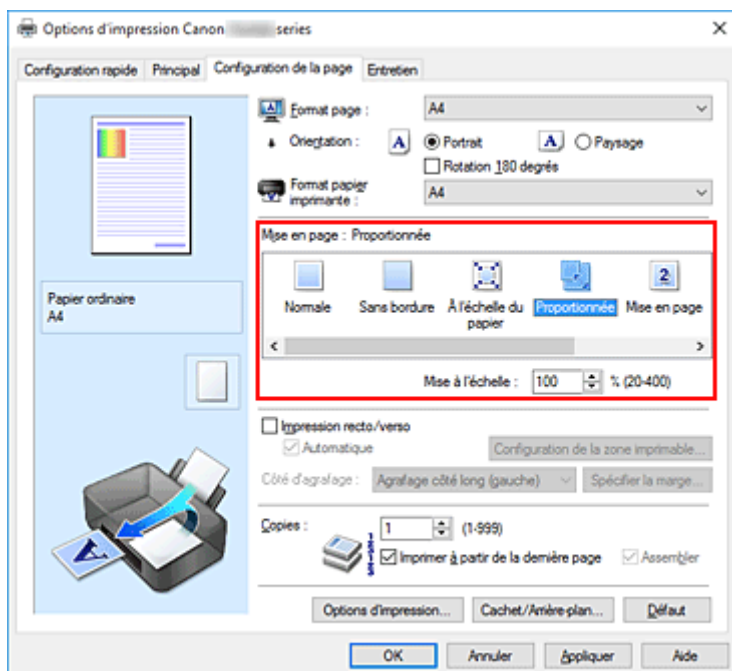 Options d'impression Canon series
Configuration rapide Principal Configuration de la page Entretien
Format page : A4
Orientation : A Portrait A Paysage
Rotation 180 degrés
Format papier imprimante : A4
Mise en page : Proportionnée
Normale Sans bordure À l'échelle du papier Proportionnée 2 Mise en page
Mise à l'échelle : 100 % (20-400)
Papier ordinaire
A4
Impression recto/verso
Automatique Configuration de la zone imprimable...
Côté d'agrafage : Agrafage côté long (gauche) Spécifier la marge...
Copies : 1 (1-999)
Imprimer à partir de la dernière page Assembler
Options d'impression... Cachet/Arrière-plan... Défaut
OK Annuler Appliquer Aide